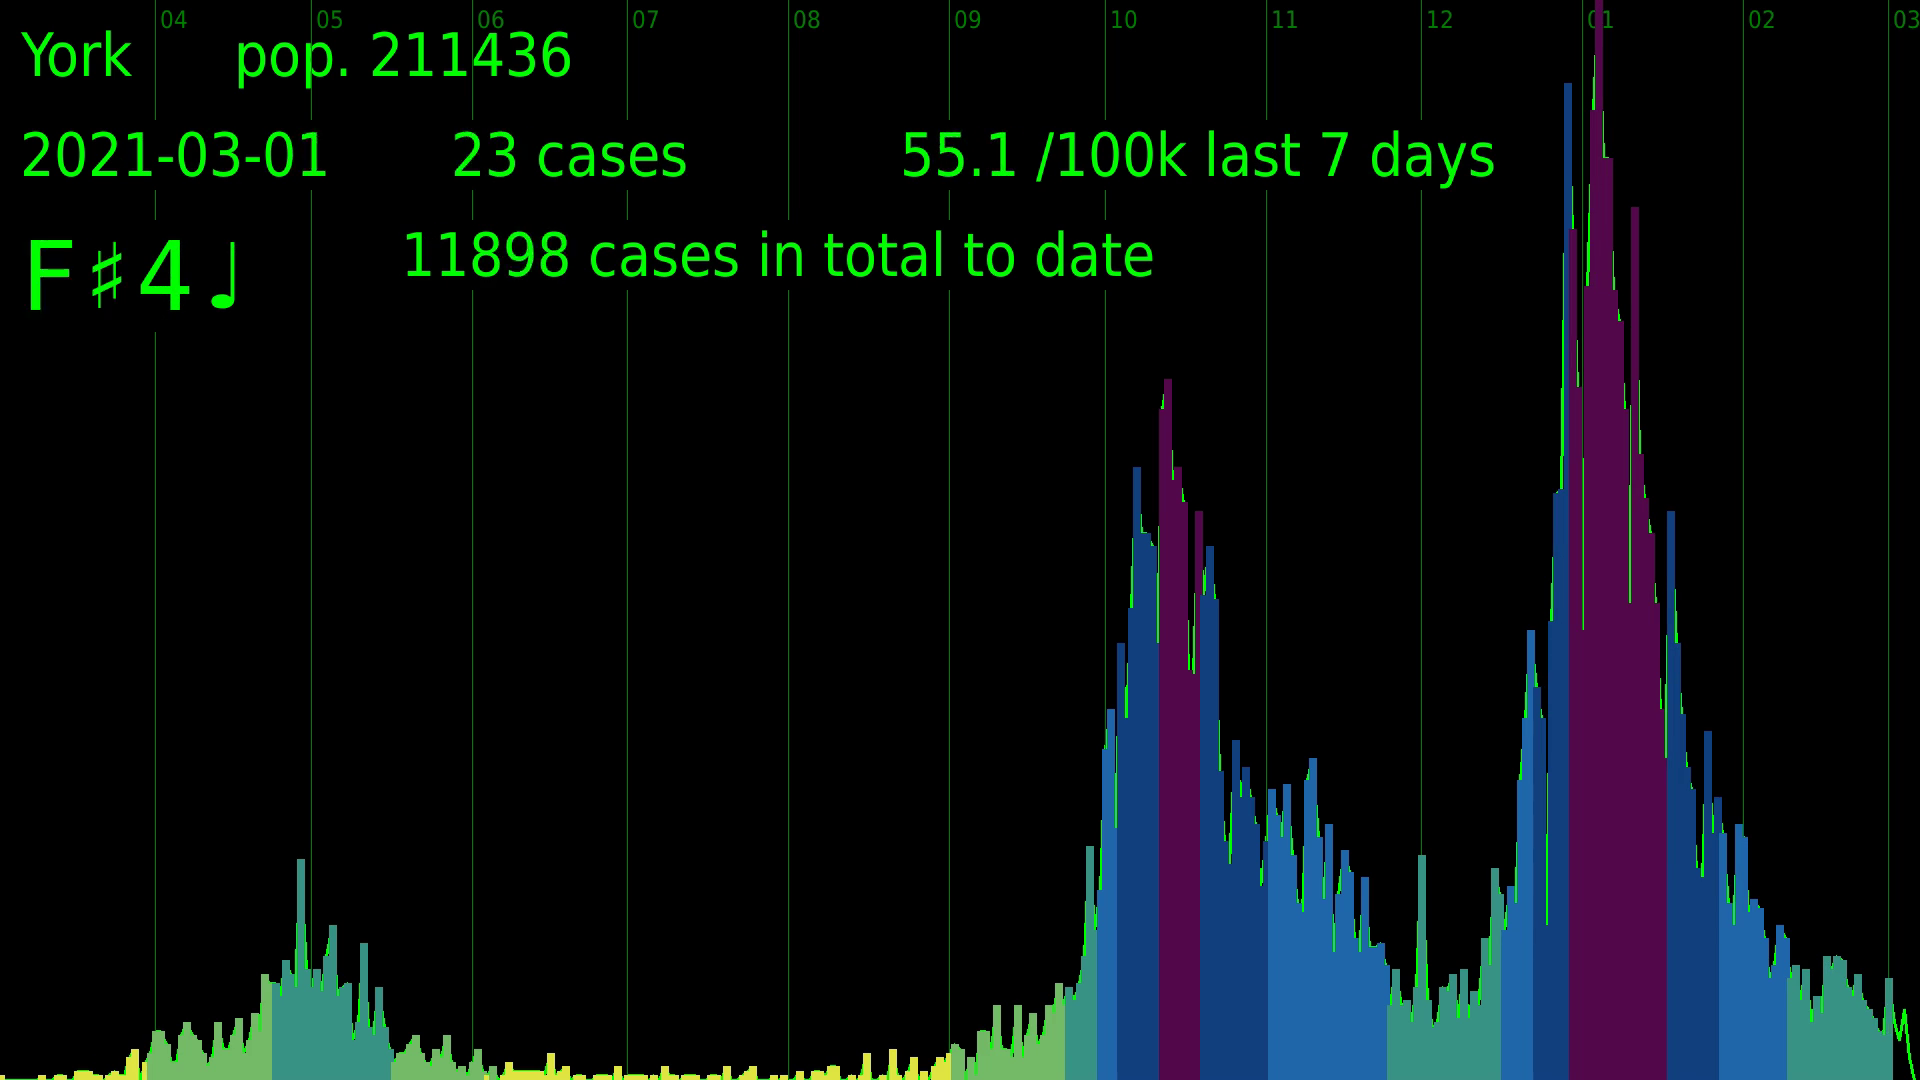 04 05 06 07 08 09 10 11 12 01 02 03
York pop. 211436
2021-03-01 23 cases 55.1 /100k last 7 days
F♯4♩ 11898 cases in total to date